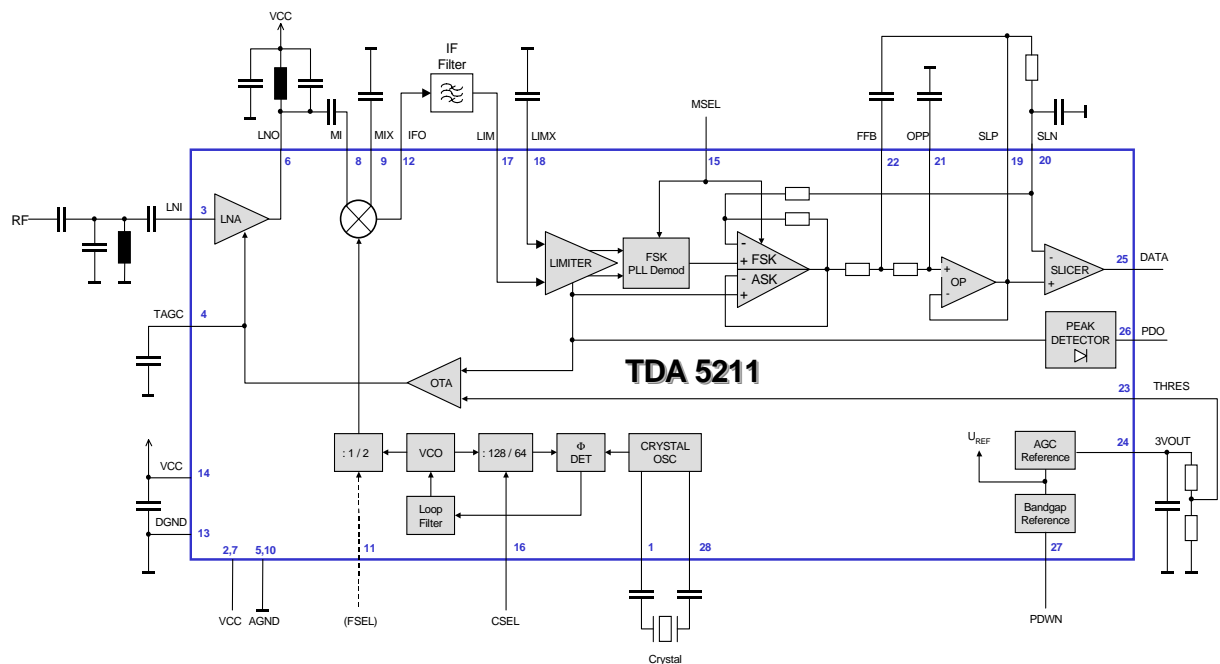 VCC
IF
Filter
MSEL
LNO
MI
MIX
IFO
LIM
LIMX
FFB
OPP
SLP
SLN
6
8
9
12
17
18
15
22
21
19
20
RF
LNI
3
LNA
LIMITER
FSK
PLL Demod
-
+ FSK
- ASK
+
+
OP
-
-
SLICER
+
25
DATA
TAGC
4
OTA
TDA 5211
PEAK
DETECTOR
26
PDO
23
THRES
: 1 / 2
VCO
: 128 / 64
Φ
DET
CRYSTAL
OSC
UREF
AGC
Reference
24
3VOUT
VCC
14
Loop
Filter
Bandgap
Reference
DGND
13
2,7
5,10
11
16
1
28
27
VCC
AGND
(FSEL)
CSEL
PDWN
Crystal